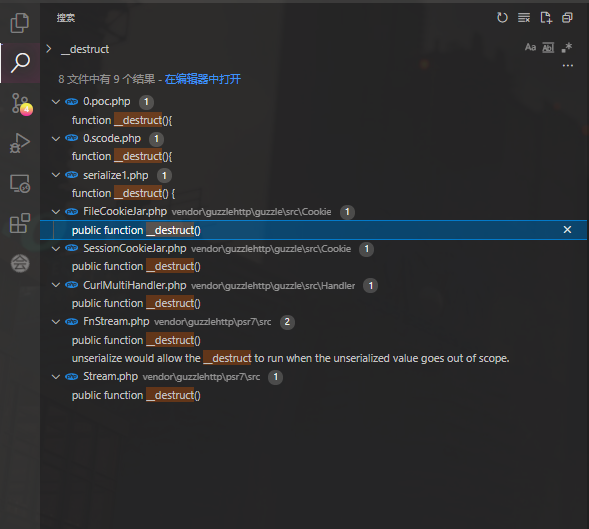 搜索
__destruct
Aa Ab .*
8 文件中有 9 个结果 - 在编辑器中打开
0.poc.php 1
function __destruct(){
0.scode.php 1
function __destruct(){
serialize1.php 1
function __destruct() {
FileCookieJar.php vendor\guzzlehttp\guzzle\src\Cookie 1
public function __destruct()
SessionCookieJar.php vendor\guzzlehttp\guzzle\src\Cookie 1
public function __destruct()
CurlMultiHandler.php vendor\guzzlehttp\guzzle\src\Handler 1
public function __destruct()
FnStream.php vendor\guzzlehttp\psr7\src 2
public function __destruct()
unserialize would allow the __destruct to run when the unserialized value goes out of scope.
Stream.php vendor\guzzlehttp\psr7\src 1
public function __destruct()